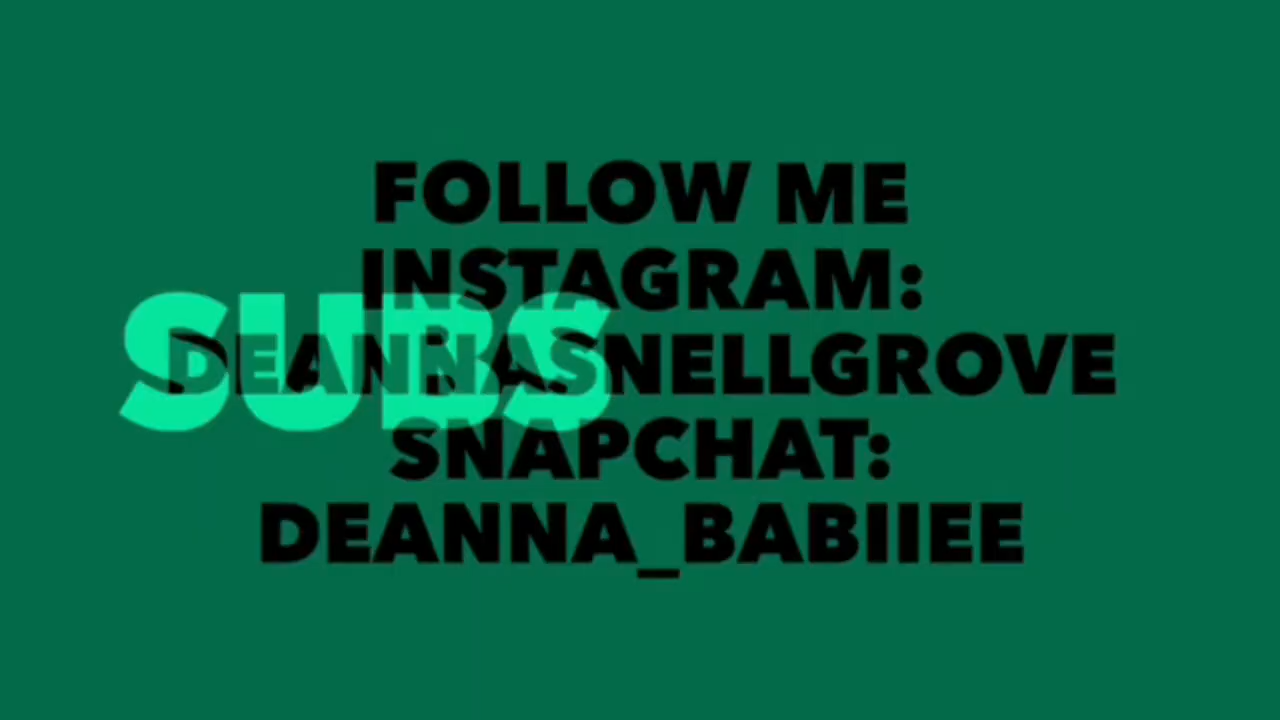 FOLLOW ME
INSTAGRAM:
DEANNASNELLGROVE
SUBS
SNAPCHAT:
DEANNA_BABIIEE